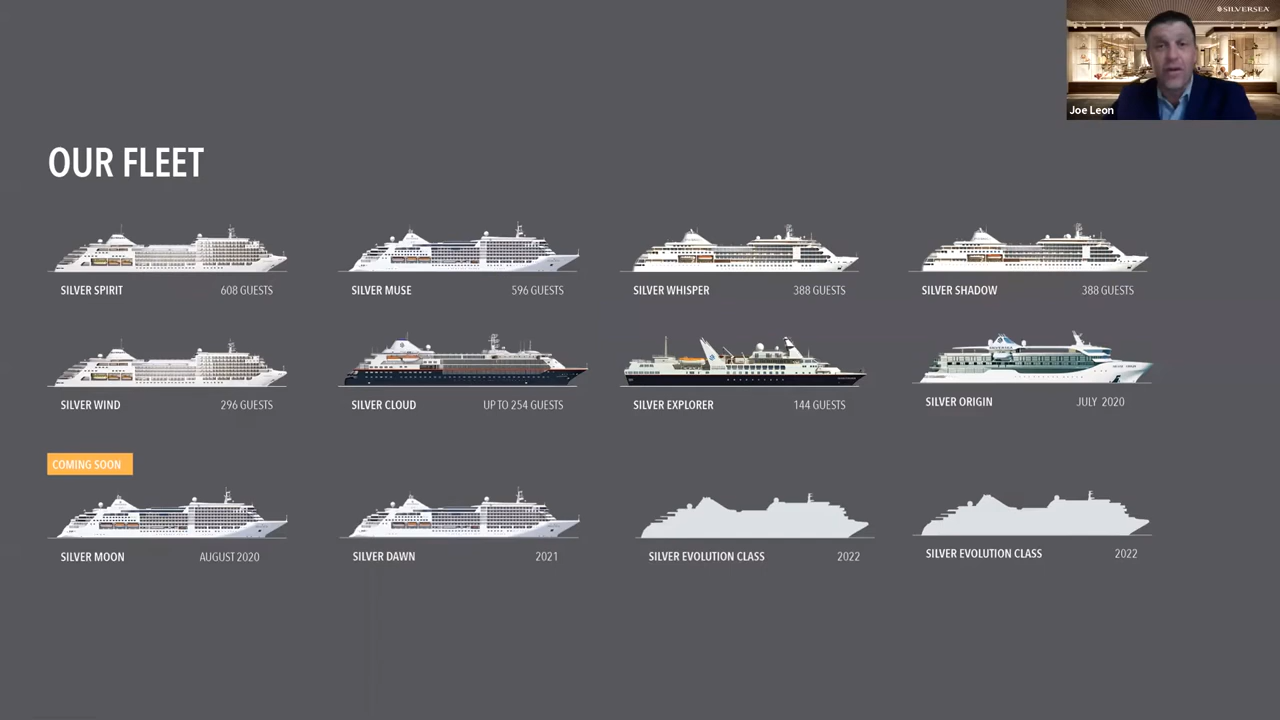 SILVERSEA
Joe Leon
OUR FLEET
SILVER SPIRIT 608 GUESTS
SILVER MUSE 596 GUESTS
SILVER WHISPER 388 GUESTS
SILVER SHADOW 388 GUESTS
SILVER WIND 296 GUESTS
SILVER CLOUD UP TO 254 GUESTS
SILVER EXPLORER 144 GUESTS
SILVER ORIGIN JULY 2020
COMING SOON
SILVER MOON AUGUST 2020
SILVER DAWN 2021
SILVER EVOLUTION CLASS 2022
SILVER EVOLUTION CLASS 2022